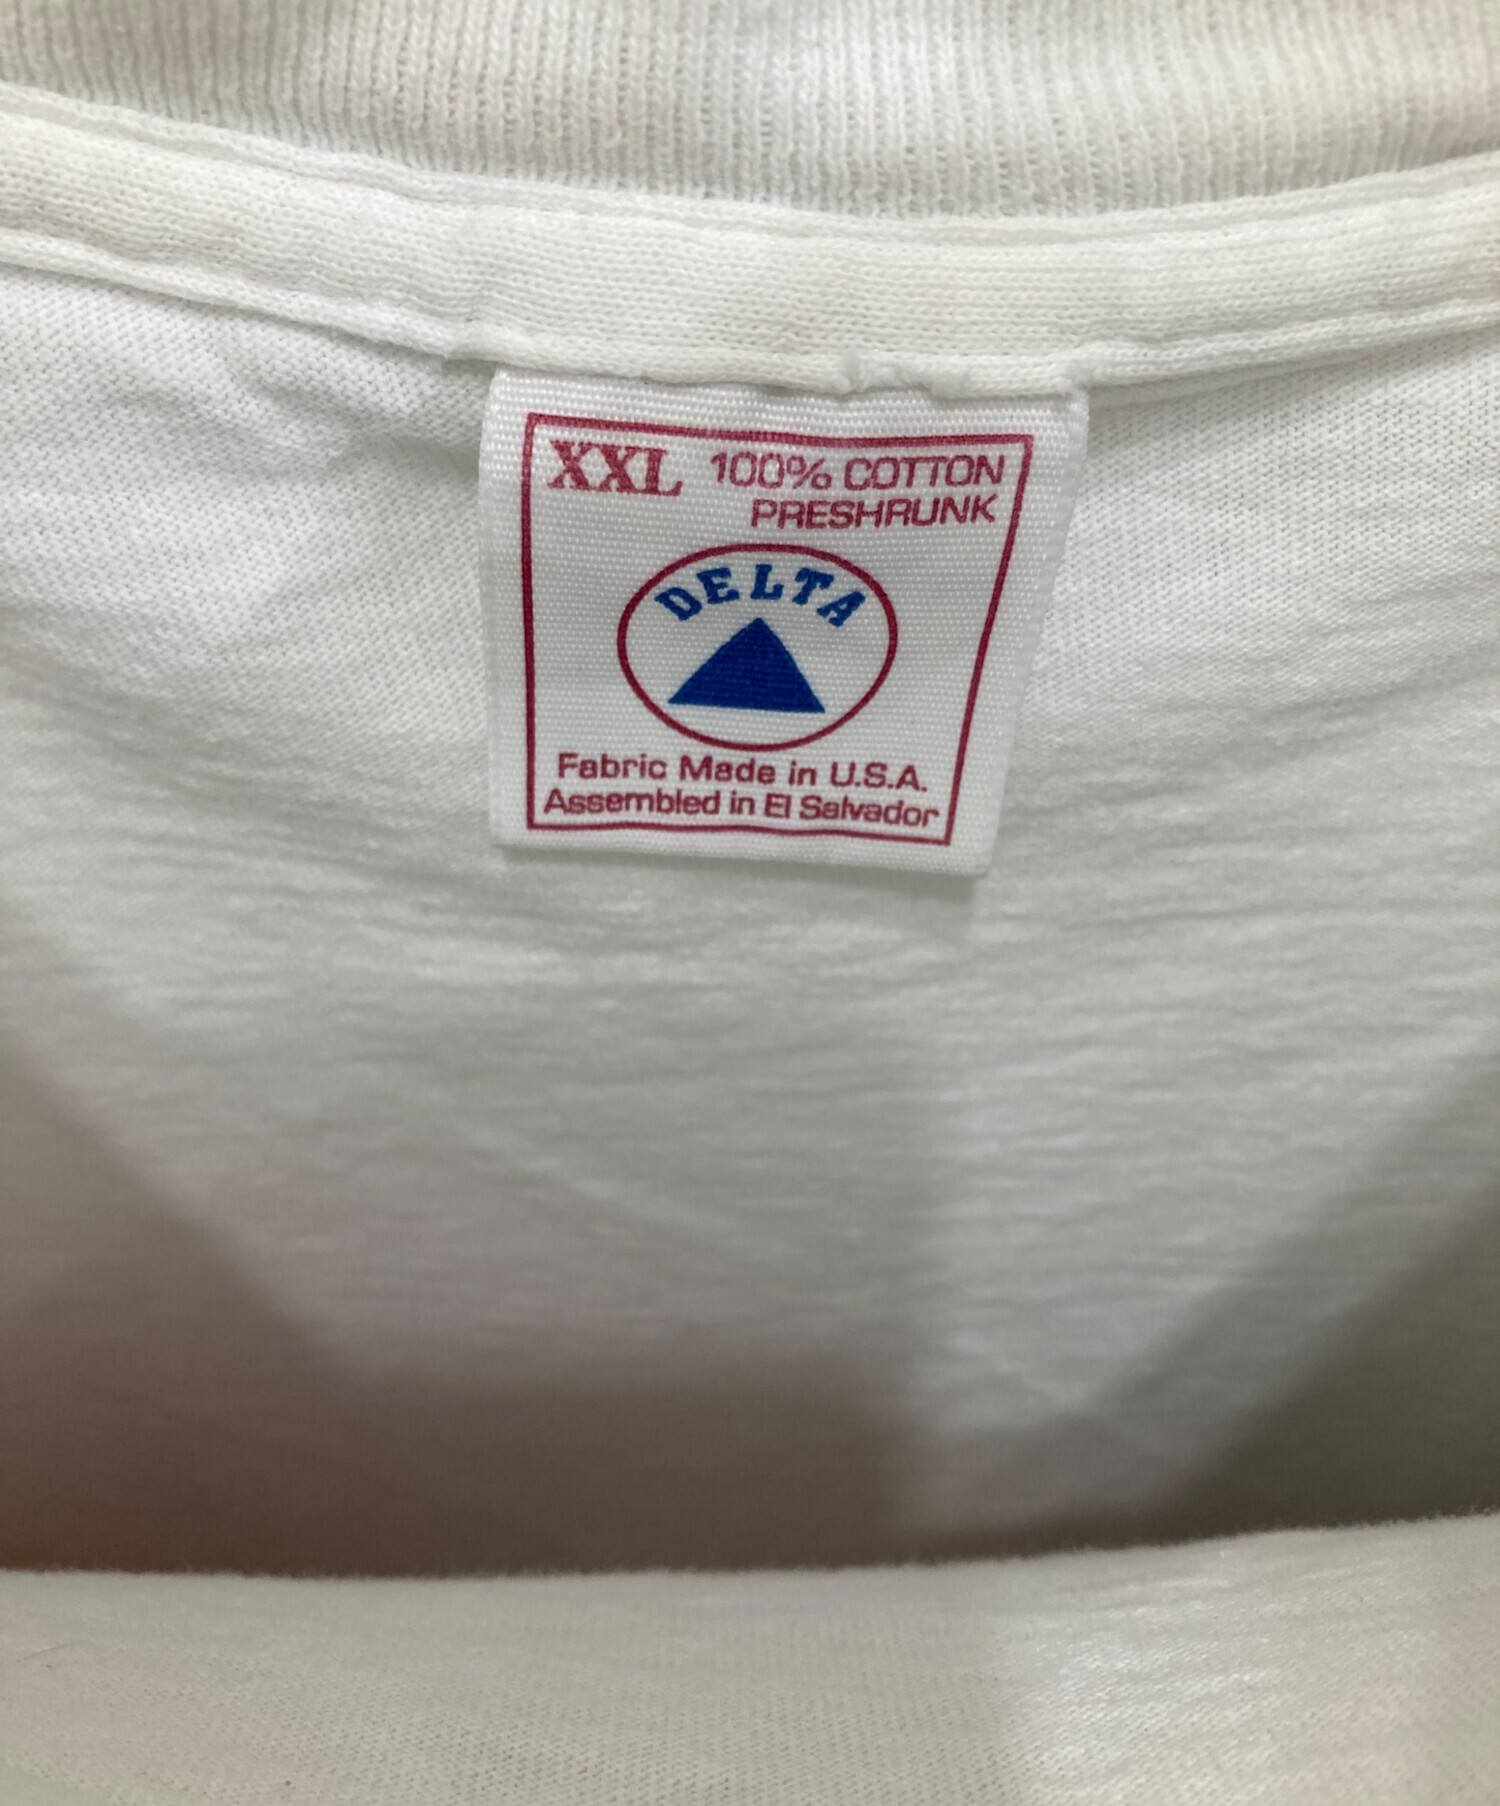 XXL 100% COTTON
PRESHRUNK
DELTA
Fabric Made in U.S.A.
Assembled in El Salvador